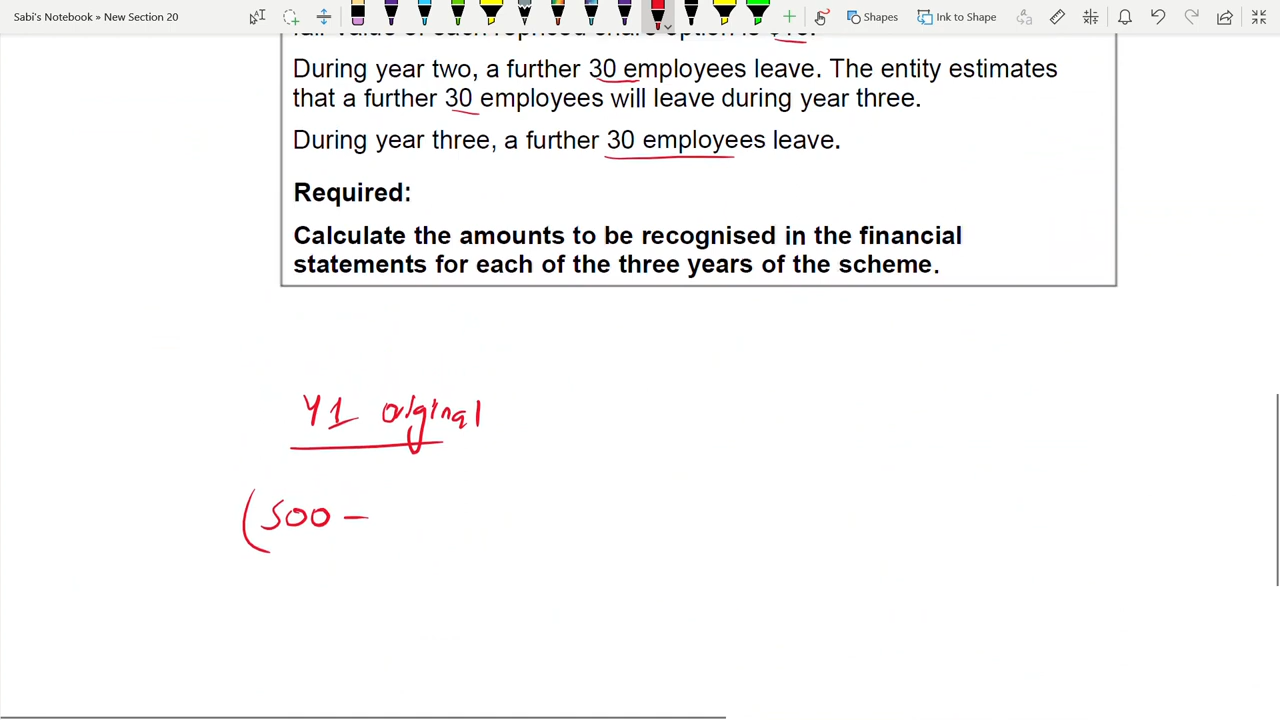 Sabi's Notebook » New Section 20
Shapes
Ink to Shape
During year two, a further 30 employees leave. The entity estimates
that a further 30 employees will leave during year three.
During year three, a further 30 employees leave.
Required:
Calculate the amounts to be recognised in the financial
statements for each of the three years of the scheme.
Y1 original
(500 -